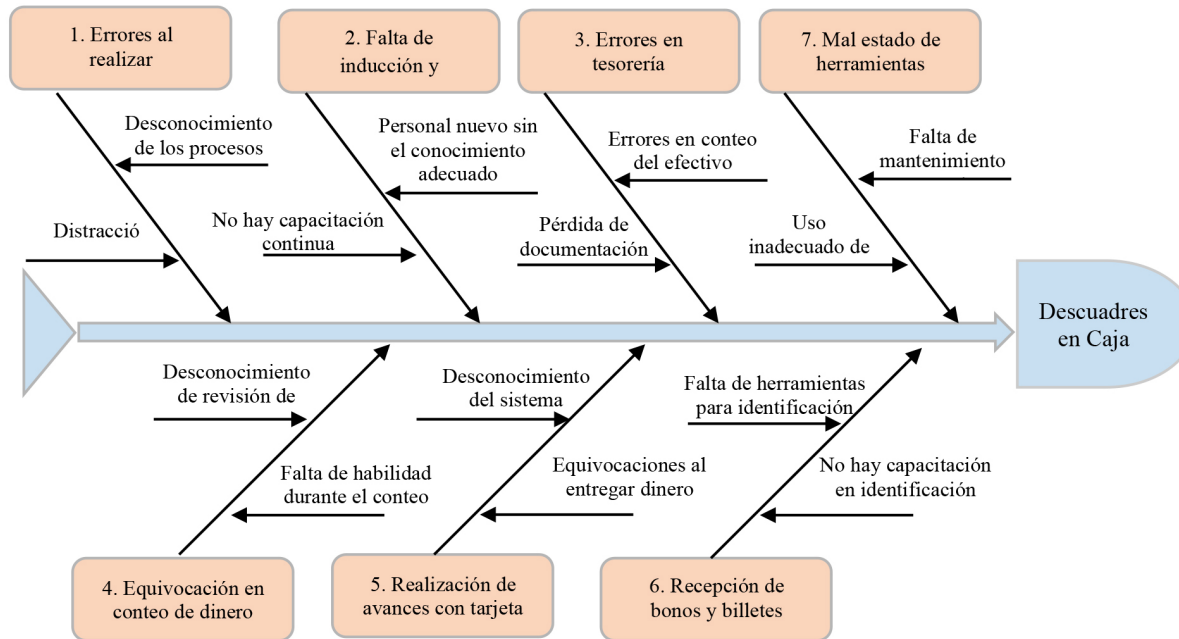 1. Errores al
realizar
2. Falta de
inducción y
3. Errores en
tesorería
7. Mal estado de
herramientas
Desconocimiento
de los procesos
Personal nuevo sin
el conocimiento
adecuado
Errores en conteo
del efectivo
Falta de
mantenimiento
Distracció
No hay capacitación
continua
Pérdida de
documentación
Uso
inadecuado de
Descuadres
en Caja
Desconocimiento
de revisión de
Desconocimiento
del sistema
Falta de herramientas
para identificación
Falta de habilidad
durante el conteo
Equivocaciones al
entregar dinero
No hay capacitación
en identificación
4. Equivocación en
conteo de dinero
5. Realización de
avances con tarjeta
6. Recepción de
bonos y billetes